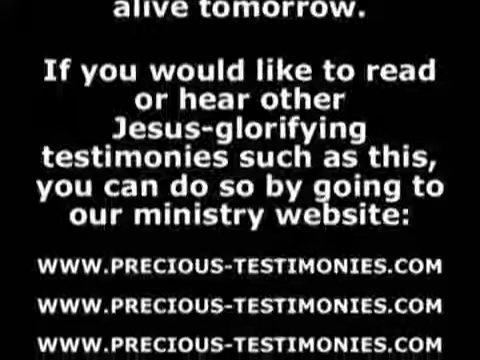 alive tomorrow.
If you would like to read
or hear other
Jesus-glorifying
testimonies such as this,
you can do so by going to
our ministry website:
WWW.PRECIOUS-TESTIMONIES.COM
WWW.PRECIOUS-TESTIMONIES.COM
WWW.PRECIOUS-TESTIMONIES.COM